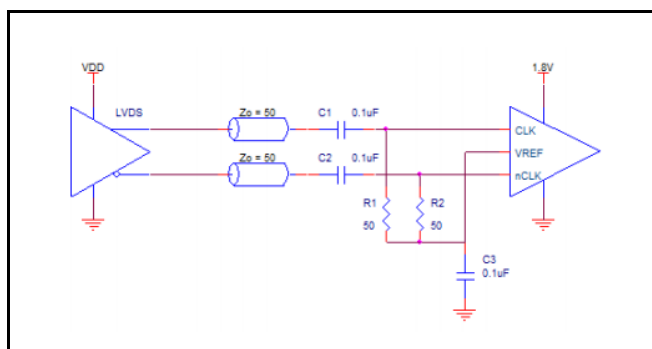 VDD
1.8V
LVDS
Zo = 50
C1
0.1uF
CLK
Zo = 50
C2
0.1uF
VREF
nCLK
R1
R2
50
50
C3
0.1uF